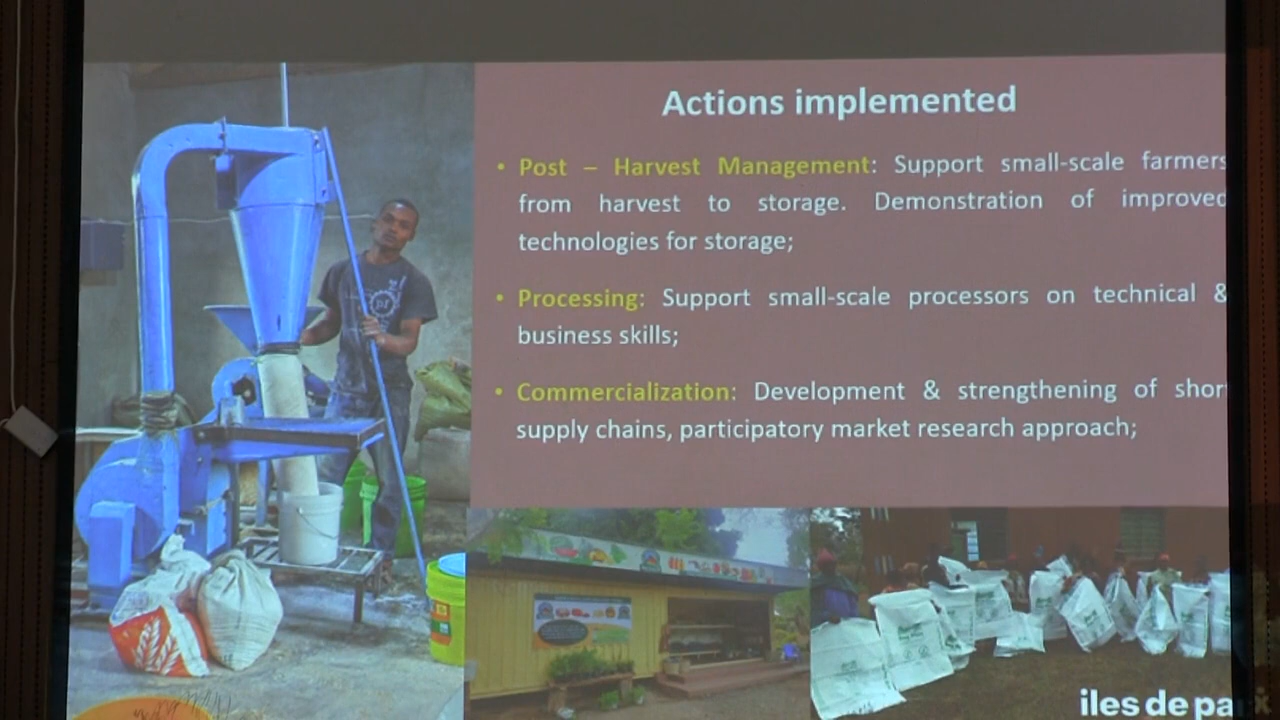 Actions implemented
• Post – Harvest Management: Support small-scale farmers
from harvest to storage. Demonstration of improved
technologies for storage;
• Processing: Support small-scale processors on technical &
business skills;
• Commercialization: Development & strengthening of shor
supply chains, participatory market research approach;
iles de pa